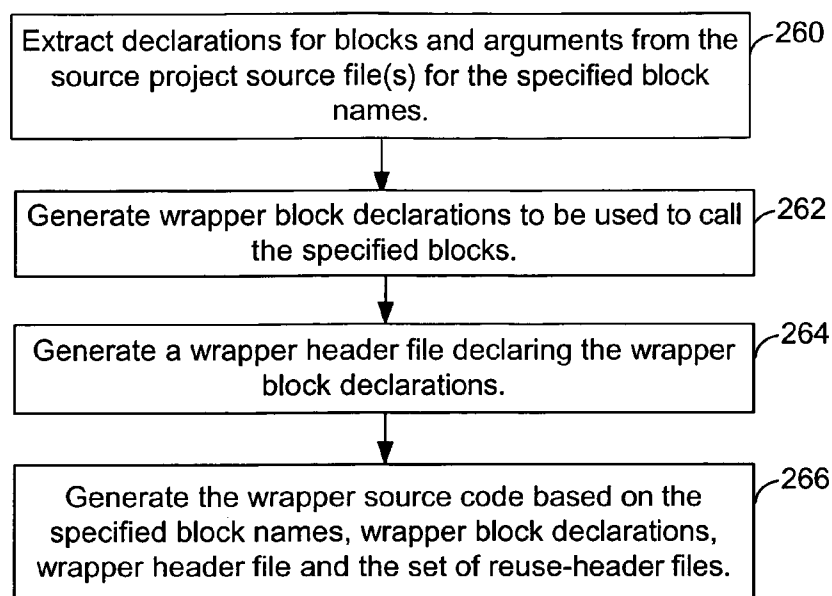 Extract declarations for blocks and arguments from the
source project source file(s) for the specified block
names.
260
Generate wrapper block declarations to be used to call
the specified blocks.
262
Generate a wrapper header file declaring the wrapper
block declarations.
264
Generate the wrapper source code based on the
specified block names, wrapper block declarations,
wrapper header file and the set of reuse-header files.
266